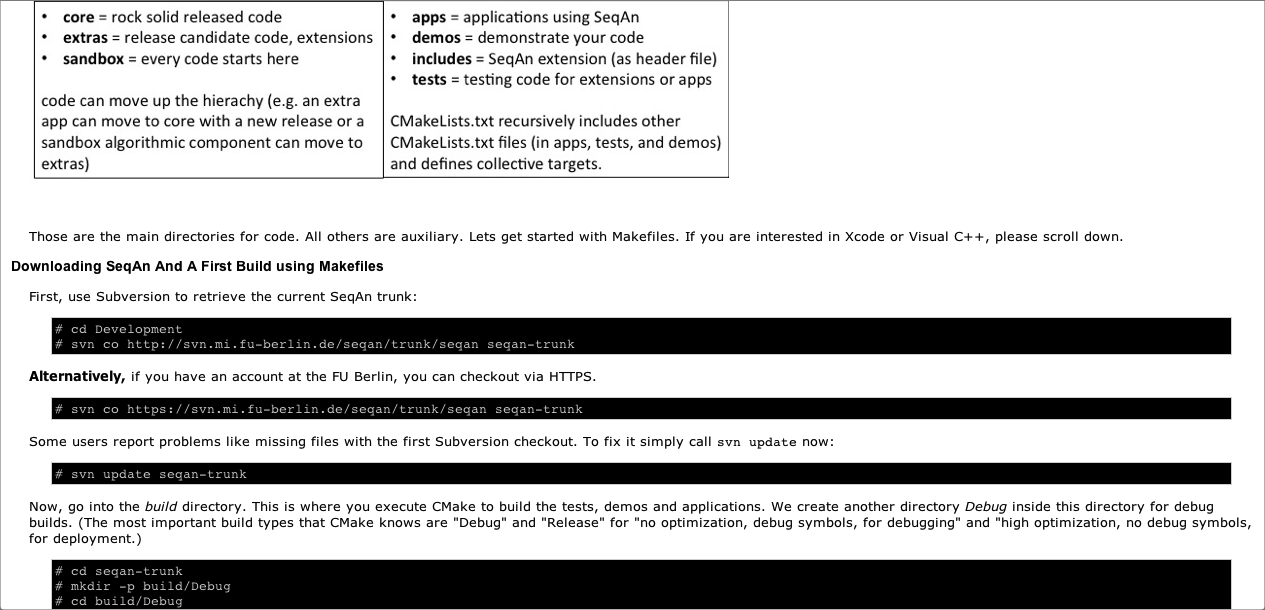 • core = rock solid released code
• extras = release candidate code, extensions
• sandbox = every code starts here
code can move up the hierachy (e.g. an extra
app can move to core with a new release or a
sandbox algorithmic component can move to
extras)
• apps = applications using SeqAn
• demos = demonstrate your code
• includes = SeqAn extension (as header file)
• tests = testing code for extensions or apps
CMakeLists.txt recursively includes other
CMakeLists.txt files (in apps, tests, and demos)
and defines collective targets.
Those are the main directories for code. All others are auxiliary. Lets get started with Makefiles. If you are interested in Xcode or Visual C++, please scroll down.
Downloading SeqAn And A First Build using Makefiles
First, use Subversion to retrieve the current SeqAn trunk:
# cd Development
# svn co http://svn.mi.fu-berlin.de/seqan/trunk/seqan seqan-trunk
Alternatively, if you have an account at the FU Berlin, you can checkout via HTTPS.
# svn co https://svn.mi.fu-berlin.de/seqan/trunk/seqan seqan-trunk
Some users report problems like missing files with the first Subversion checkout. To fix it simply call svn update now:
# svn update seqan-trunk
Now, go into the build directory. This is where you execute CMake to build the tests, demos and applications. We create another directory Debug inside this directory for debug
builds. (The most important build types that CMake knows are "Debug" and "Release" for "no optimization, debug symbols, for debugging" and "high optimization, no debug symbols,
for deployment.)
# cd seqan-trunk
# mkdir -p build/Debug
# cd build/Debug